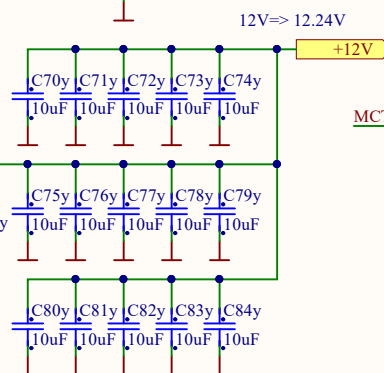 12V=> 12.24V
+12V
C70y C71y C72y C73y C74y
10uF 10uF 10uF 10uF 10uF
MCT
C75y C76y C77y C78y C79y
10uF 10uF 10uF 10uF 10uF
y
C80y C81y C82y C83y C84y
10uF 10uF 10uF 10uF 10uF